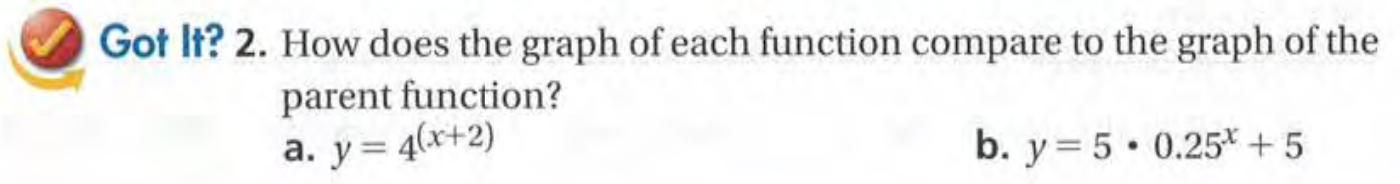 Got It? 2. How does the graph of each function compare to the graph of the
parent function?
a. y = 4^(x+2) b. y = 5 • 0.25^x + 5